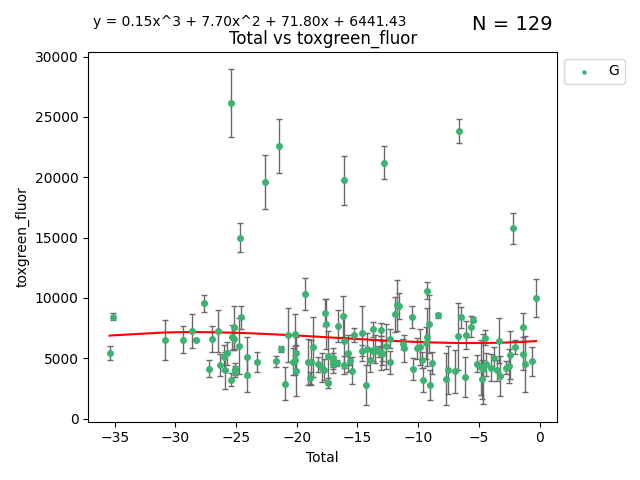 y = 0.15x^3 + 7.70x^2 + 71.80x + 6441.43
N = 129
Total vs toxgreen_fluor
G
30000
25000
20000
15000
10000
5000
0
toxgreen_fluor
−35 −30 −25 −20 −15 −10 −5 0
Total